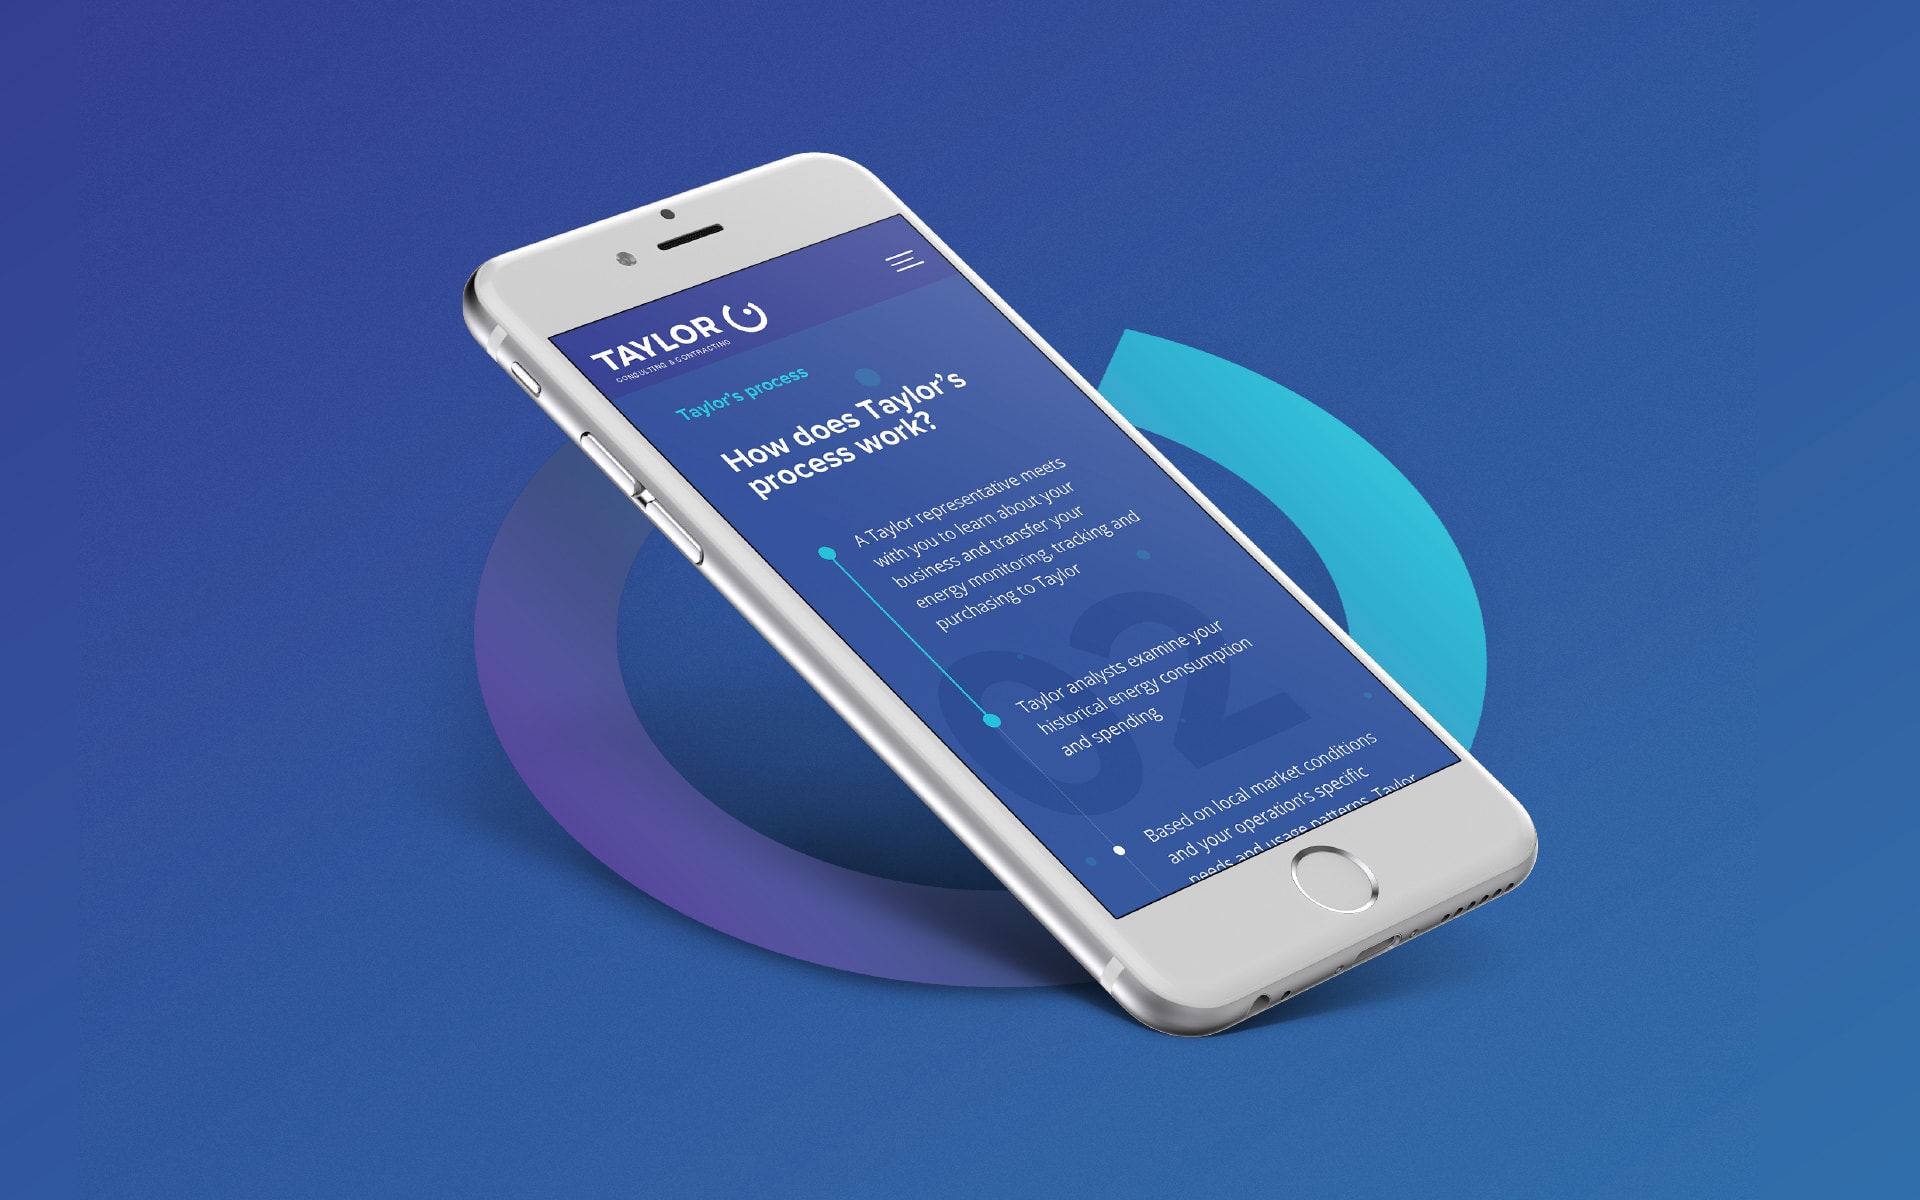 TAYLOR
CONSULTING & CONTRACTING
Taylor's process
How does Taylor's
process work?
A Taylor representative meets
with you to learn about your
business and transfer your
energy monitoring, tracking and
purchasing to Taylor
02
Taylor analysts examine your
historical energy consumption
and spending
Based on local market conditions
and your operation's specific
needs and usage patterns, Taylor